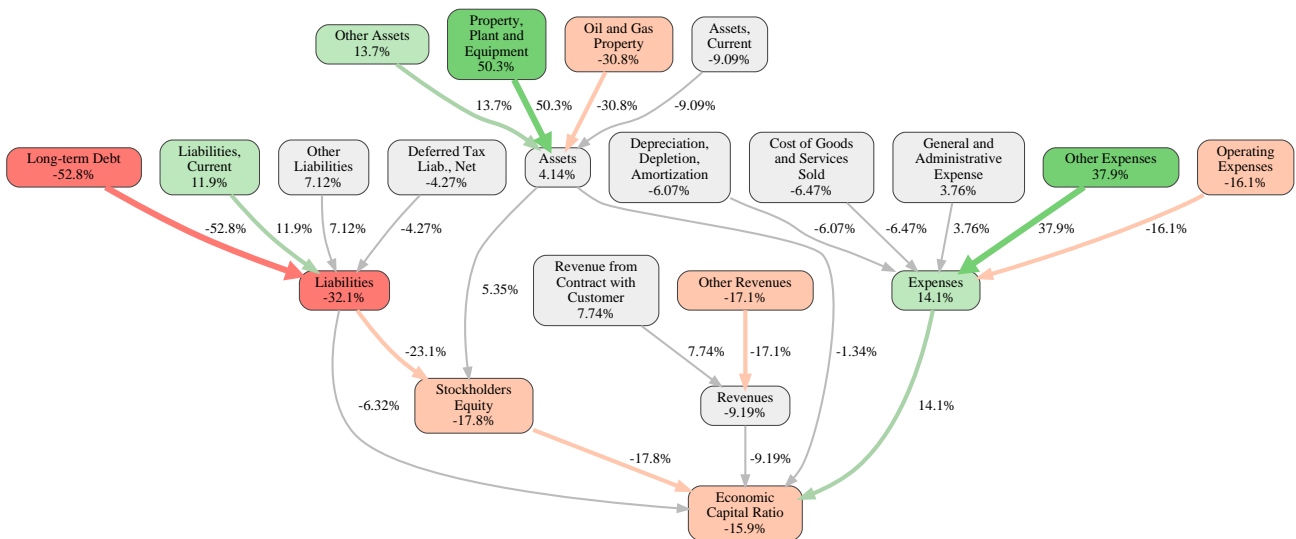 Other Assets
13.7%
Property,
Plant and
Equipment
50.3%
Oil and Gas
Property
-30.8%
Assets,
Current
-9.09%
13.7%
50.3%
-30.8%
-9.09%
Long-term Debt
-52.8%
Liabilities,
Current
11.9%
Other
Liabilities
7.12%
Deferred Tax
Liab., Net
-4.27%
Assets
4.14%
Depreciation,
Depletion,
Amortization
-6.07%
Cost of Goods
and Services
Sold
-6.47%
General and
Administrative
Expense
3.76%
Other Expenses
37.9%
Operating
Expenses
-16.1%
-52.8%
11.9%
7.12%
-4.27%
-6.07%
-6.47%
3.76%
37.9%
-16.1%
Liabilities
-32.1%
5.35%
Revenue from
Contract with
Customer
7.74%
Other Revenues
-17.1%
Expenses
14.1%
-23.1%
7.74%
-17.1%
-1.34%
Stockholders
Equity
-17.8%
-6.32%
Revenues
-9.19%
14.1%
-17.8%
-9.19%
Economic
Capital Ratio
-15.9%